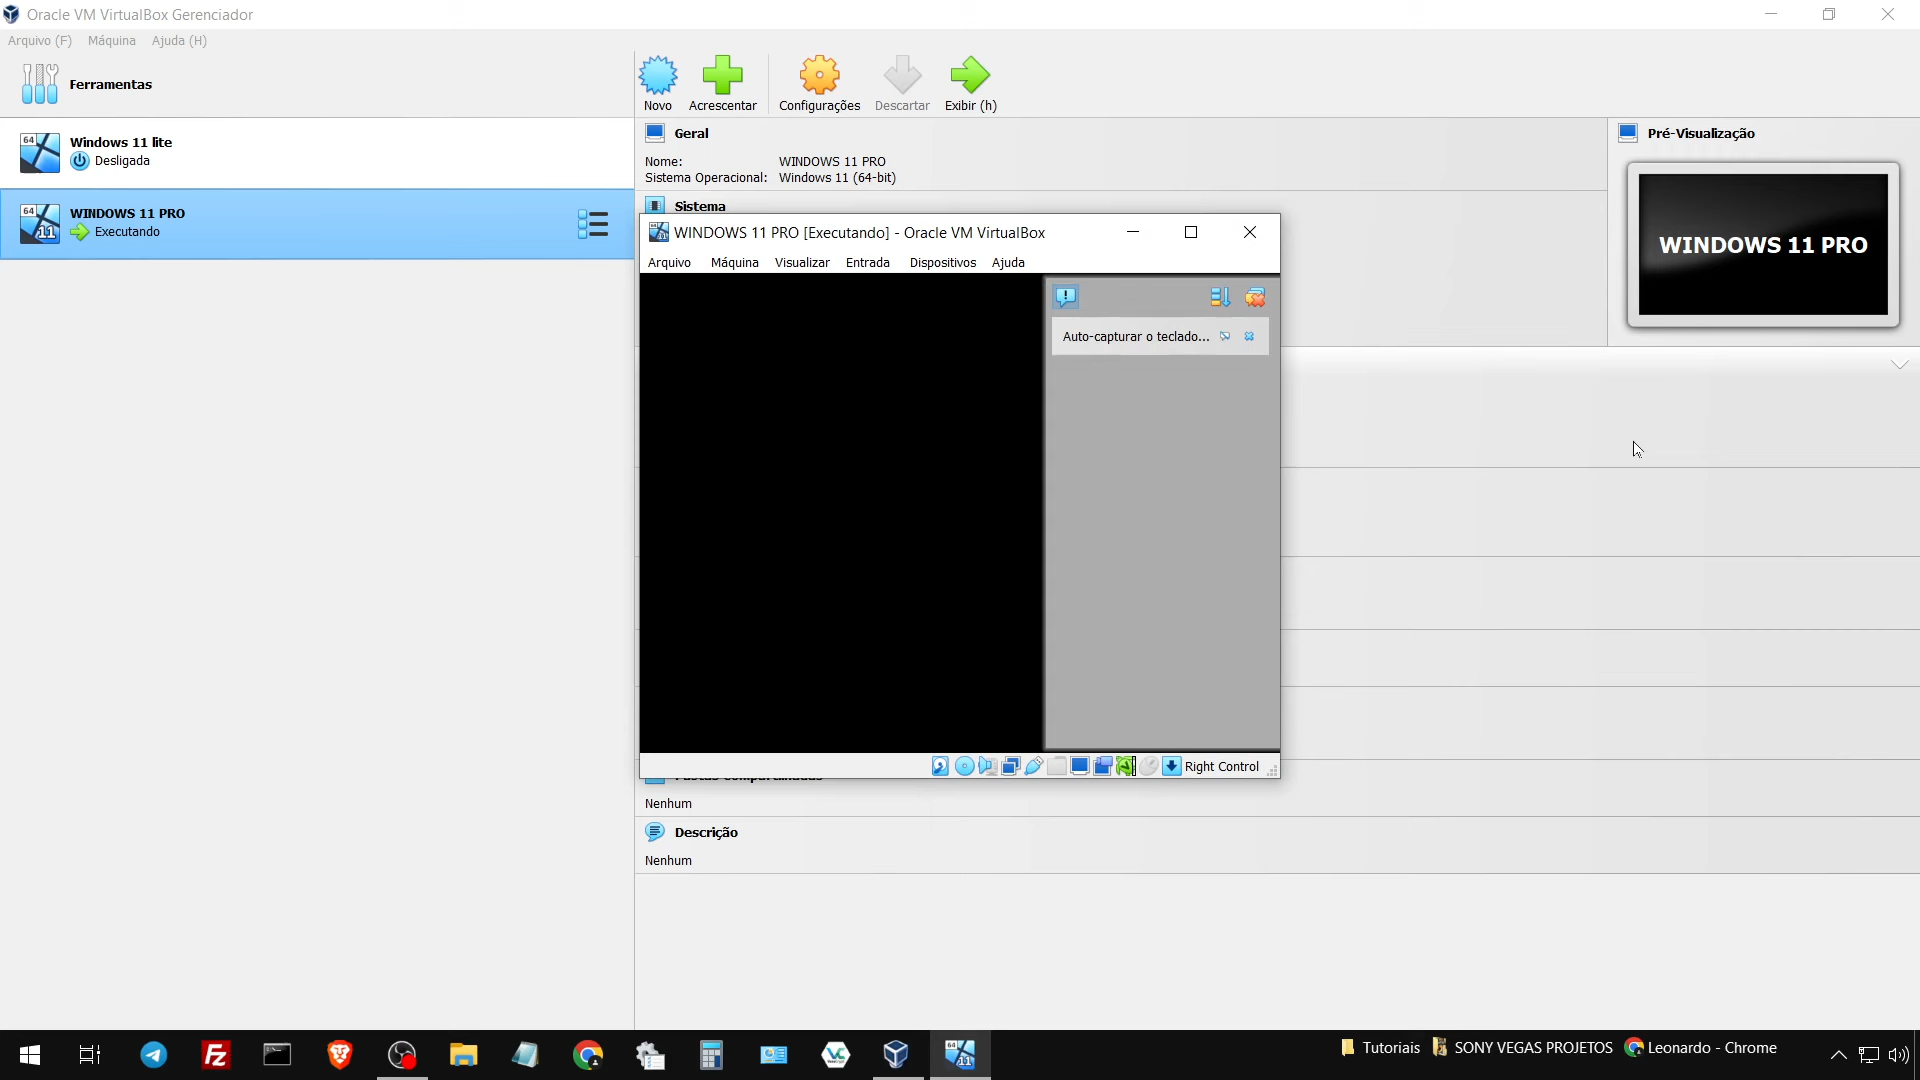 Oracle VM VirtualBox Gerenciador
Arquivo (F) Máquina Ajuda (H)
Ferramentas
Novo Acrescentar Configurações Descartar Exibir (h)
64
Windows 11 lite
Desligada
64
11
WINDOWS 11 PRO
Executando
Geral
Nome: WINDOWS 11 PRO
Sistema Operacional: Windows 11 (64-bit)
Sistema
Pré-Visualização
WINDOWS 11 PRO
WINDOWS 11 PRO [Executando] - Oracle VM VirtualBox
Arquivo Máquina Visualizar Entrada Dispositivos Ajuda
Auto-capturar o teclado...
Right Control
Nenhum
Descrição
Nenhum
Tutoriais SONY VEGAS PROJETOS Leonardo - Chrome